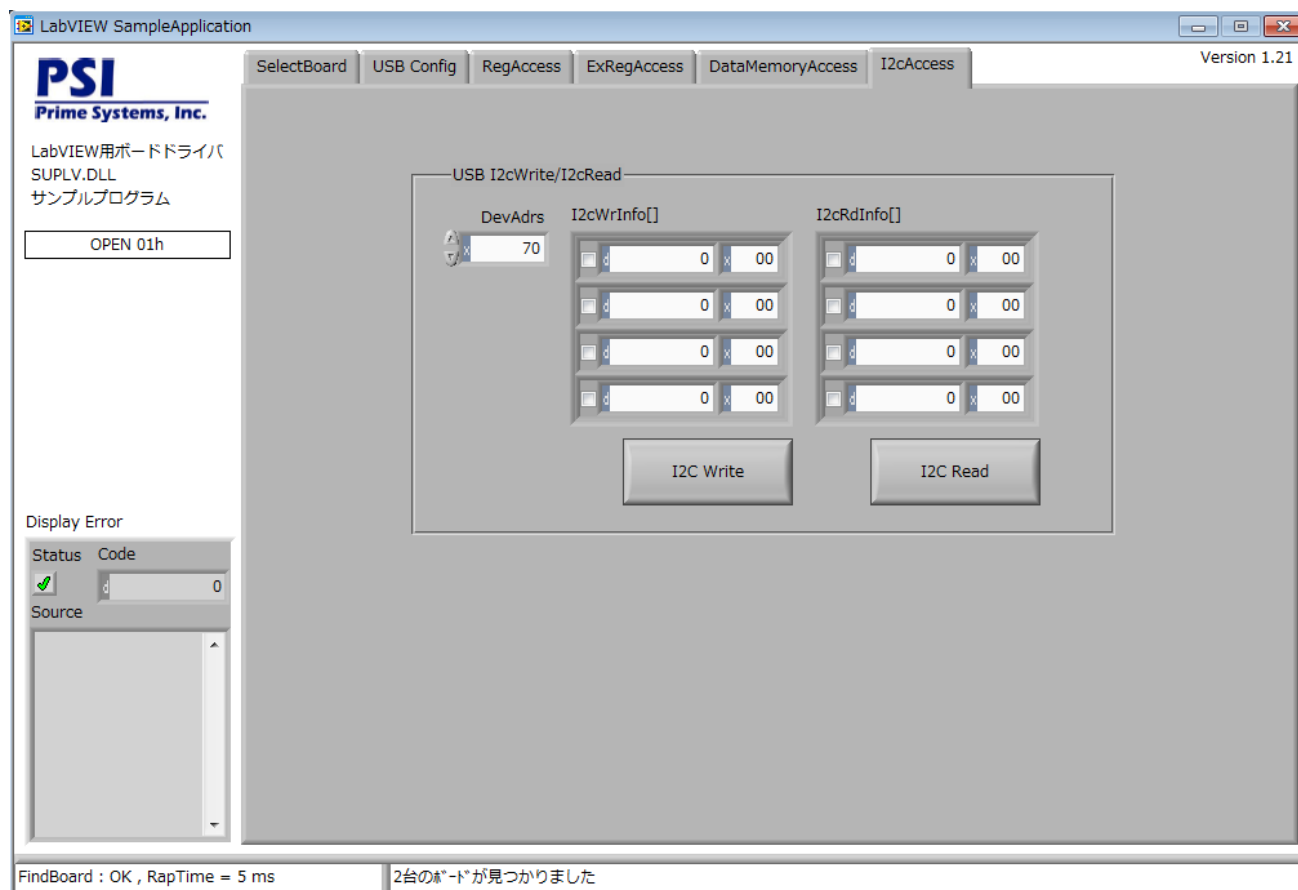 LabVIEW SampleApplication
PSI
Prime Systems, Inc.
LabVIEW用ボードドライバ
SUPLV.DLL
サンプルプログラム
OPEN 01h
SelectBoard USB Config RegAccess ExRegAccess DataMemoryAccess I2cAccess
Version 1.21
USB I2cWrite/I2cRead
DevAdrs I2cWrInfo[] I2cRdInfo[]
x 70
d 0 x 00 d 0 x 00
d 0 x 00 d 0 x 00
d 0 x 00 d 0 x 00
d 0 x 00 d 0 x 00
I2C Write I2C Read
Display Error
Status Code
d 0
Source
FindBoard : OK , RapTime = 5 ms
2台のﾎﾞｰﾄﾞが見つかりました